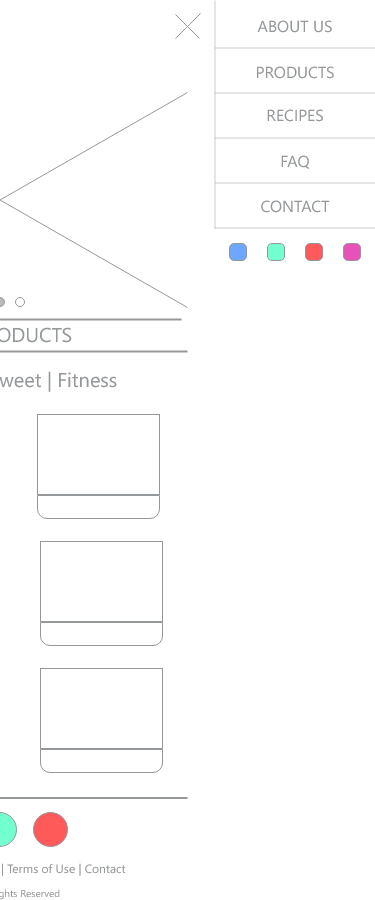 ABOUT US
PRODUCTS
RECIPES
FAQ
CONTACT
ODUCTS
weet | Fitness
| Terms of Use | Contact
ghts Reserved